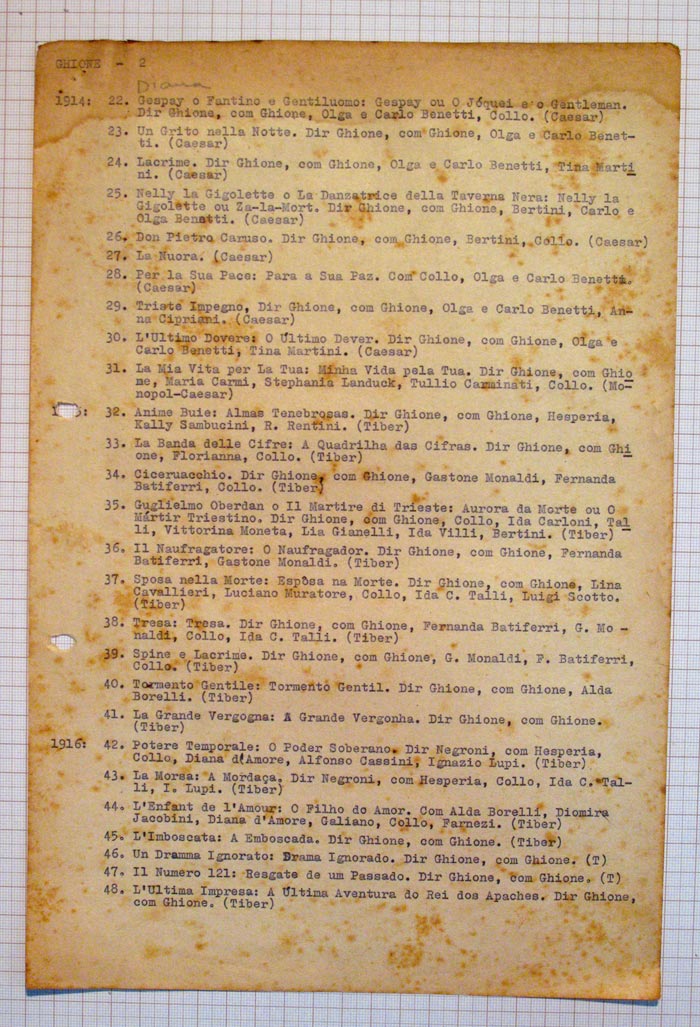 GHIONE - 2
Diana
1914: 22. Gespay o Fantino e Gentiluomo: Gespay ou O Jóquei e o Gentleman.
Dir Ghione, com Ghione, Olga e Carlo Benetti, Collo. (Caesar)
23. Un Grito nella Notte. Dir Ghione, com Ghione, Olga e Carlo Benet-
ti. (Caesar)
24. Lacrime. Dir Ghione, com Ghione, Olga e Carlo Benetti, Tina Marti
ni. (Caesar)
25. Nelly la Gigolette o La Danzatrice della Taverna Nera: Nelly la
Gigolette ou Za-la-Mort. Dir Ghione, com Ghione, Bertini, Carlo e
Olga Benatti. (Caesar)
26. Don Pietro Caruso. Dir Ghione, com Ghione, Bertini, Collo. (Caesar)
27. La Nuora. (Caesar)
28. Per la Sua Pace: Para a Sua Paz. Com Collo, Olga e Carlo Benetti.
(Caesar)
29. Triste Impegno, Dir Ghione, com Ghione, Olga e Carlo Benetti, An-
na Cipriani. (Caesar)
30. L'Ultimo Dovere: O Último Dever. Dir Ghione, com Ghione, Olga e
Carlo Benetti, Tina Martini. (Caesar)
31. La Mia Vita per La Tua: Minha Vida pela Tua. Dir Ghione, com Ghio
ne, Maria Carmi, Stephania Landuck, Tullio Carminati, Collo. (Mo-
nopol-Caesar)
32. Anime Buie: Almas Tenebrosas. Dir Ghione, com Ghione, Hesperia,
Kally Sambucini, R. Rentini. (Tiber)
33. La Banda delle Cifre: A Quadrilha das Cifras. Dir Ghione, com Ghi
one, Florianna, Collo. (Tiber)
34. Ciceruacchio. Dir Ghione, com Ghione, Gastone Monaldi, Fernanda
Batiferri, Collo. (Tiber)
35. Guglielmo Oberdan o Il Martire di Trieste: Aurora da Morte ou O
Mártir Triestino. Dir Ghione, com Ghione, Collo, Ida Carloni, Tal
li, Vittorina Moneta, Lia Gianelli, Ida Villi, Bertini. (Tiber)
36. Il Naufragatore: O Naufragador. Dir Ghione, com Ghione, Fernanda
Batiferri, Gastone Monaldi. (Tiber)
37. Sposa nella Morte: Espôsa na Morte. Dir Ghione, com Ghione, Lina
Cavallieri, Luciano Muratore, Collo, Ida C. Talli, Luigi Scotto.
(Tiber)
38. Tresa: Tresa. Dir Ghione, com Ghione, Fernanda Batiferri, G. Mo -
naldi, Collo, Ida C. Talli. (Tiber)
39. Spine e Lacrime. Dir Ghione, com Ghione, G. Monaldi, F. Batiferri,
Collo. (Tiber)
40. Tormento Gentile: Tormento Gentil. Dir Ghione, com Ghione, Alda
Borelli. (Tiber)
41. La Grande Vergogna: A Grande Vergonha. Dir Ghione, com Ghione.
(Tiber)
1916: 42. Potere Temporale: O Poder Soberano. Dir Negroni, com Hesperia,
Collo, Diana d'Amore, Alfonso Cassini, Ignazio Lupi. (Tiber)
43. La Morsa: A Mordaça. Dir Negroni, com Hesperia, Collo, Ida C. Tal-
li, I. Lupi. (Tiber)
44. L'Enfant de l'Amour: O Filho do Amor. Com Alda Borelli, Diomira
Jacobini, Diana d'Amore, Galiano, Collo, Farnezi. (Tiber)
45. L'Imboscata: A Emboscada. Dir Ghione, com Ghione. (Tiber)
46. Un Dramma Ignorato: Drama Ignorado. Dir Ghione, com Ghione. (T)
47. Il Numero 121: Resgate de um Passado. Dir Ghione, com Ghione. (T)
48. L'Ultima Impresa: A Última Aventura do Rei dos Apaches. Dir Ghione,
com Ghione. (Tiber)